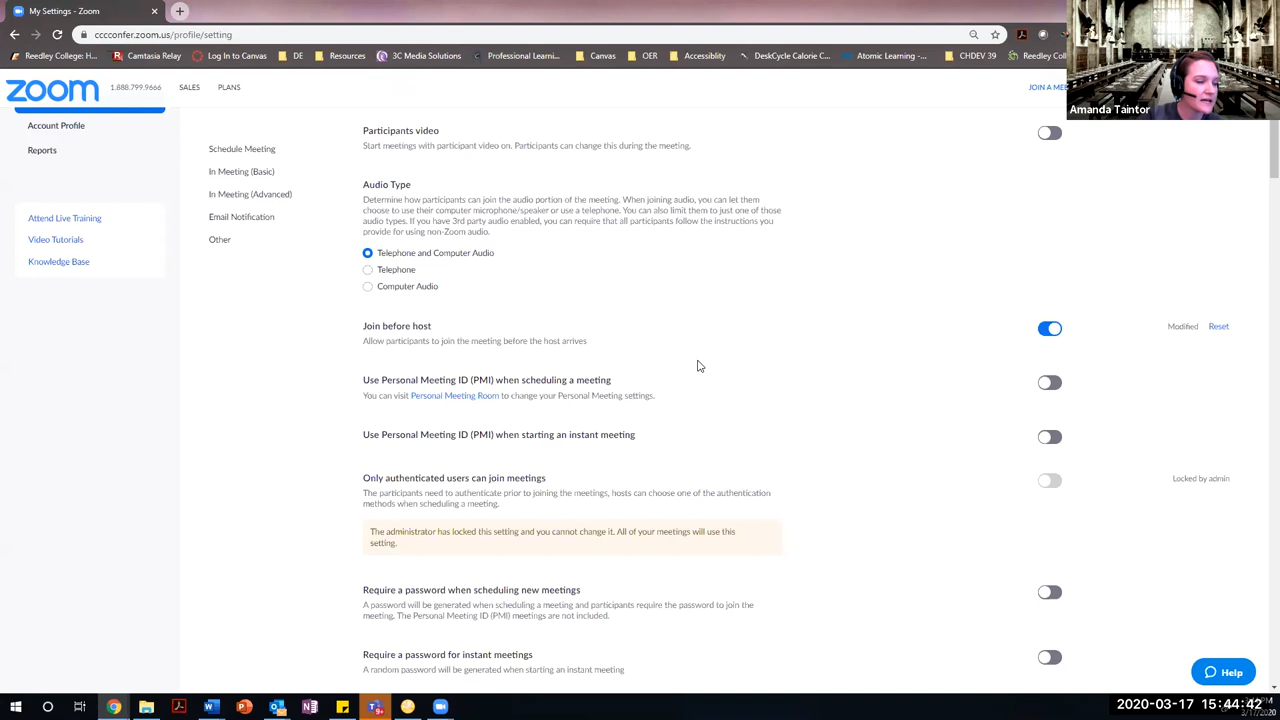 My Settings - Zoom
cccconfer.zoom.us/profile/setting
Reedley College: H...
Camtasia Relay
Log In to Canvas
DE
Resources
3C Media Solutions
Professional Learni...
Canvas
OER
Accessiblity
DeskCycle Calorie C...
Atomic Learning -...
CHDEV 39
Reedley Col
zoom
1.888.799.9666
SALES
PLANS
JOIN A MEE
Amanda Taintor
Account Profile
Reports
Attend Live Training
Video Tutorials
Knowledge Base
Schedule Meeting
In Meeting (Basic)
In Meeting (Advanced)
Email Notification
Other
Participants video
Start meetings with participant video on. Participants can change this during the meeting.
Audio Type
Determine how participants can join the audio portion of the meeting. When joining audio, you can let them
choose to use their computer microphone/speaker or use a telephone. You can also limit them to just one of those
audio types. If you have 3rd party audio enabled, you can require that all participants follow the instructions you
provide for using non-Zoom audio.
Telephone and Computer Audio
Telephone
Computer Audio
Join before host
Modified Reset
Allow participants to join the meeting before the host arrives
Use Personal Meeting ID (PMI) when scheduling a meeting
You can visit Personal Meeting Room to change your Personal Meeting settings.
Use Personal Meeting ID (PMI) when starting an instant meeting
Only authenticated users can join meetings
Locked by admin
The participants need to authenticate prior to joining the meetings, hosts can choose one of the authentication
methods when scheduling a meeting.
The administrator has locked this setting and you cannot change it. All of your meetings will use this
setting.
Require a password when scheduling new meetings
A password will be generated when scheduling a meeting and participants require the password to join the
meeting. The Personal Meeting ID (PMI) meetings are not included.
Require a password for instant meetings
A random password will be generated when starting an instant meeting
Help
2020-03-17 15:44:42
3/17/2020